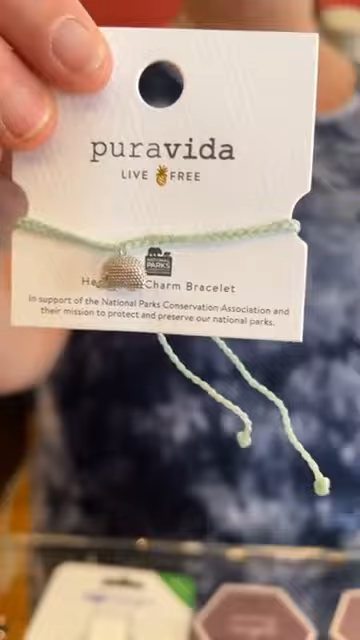 puravida
LIVE FREE
PARKS
Charm Bracelet
In support of the National Parks Conservation Association and
their mission to protect and preserve our national parks.